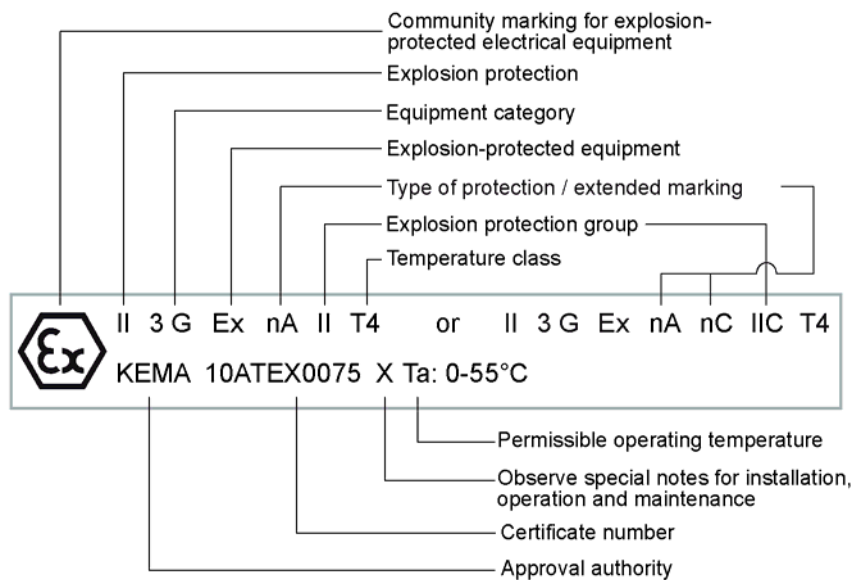 Community marking for explosion-
protected electrical equipment
Explosion protection
Equipment category
Explosion-protected equipment
Type of protection / extended marking
Explosion protection group
Temperature class
Ex II 3 G Ex nA II T4 or II 3 G Ex nA nC IIC T4
KEMA 10ATEX0075 X Ta: 0-55°C
Permissible operating temperature
Observe special notes for installation,
operation and maintenance
Certificate number
Approval authority